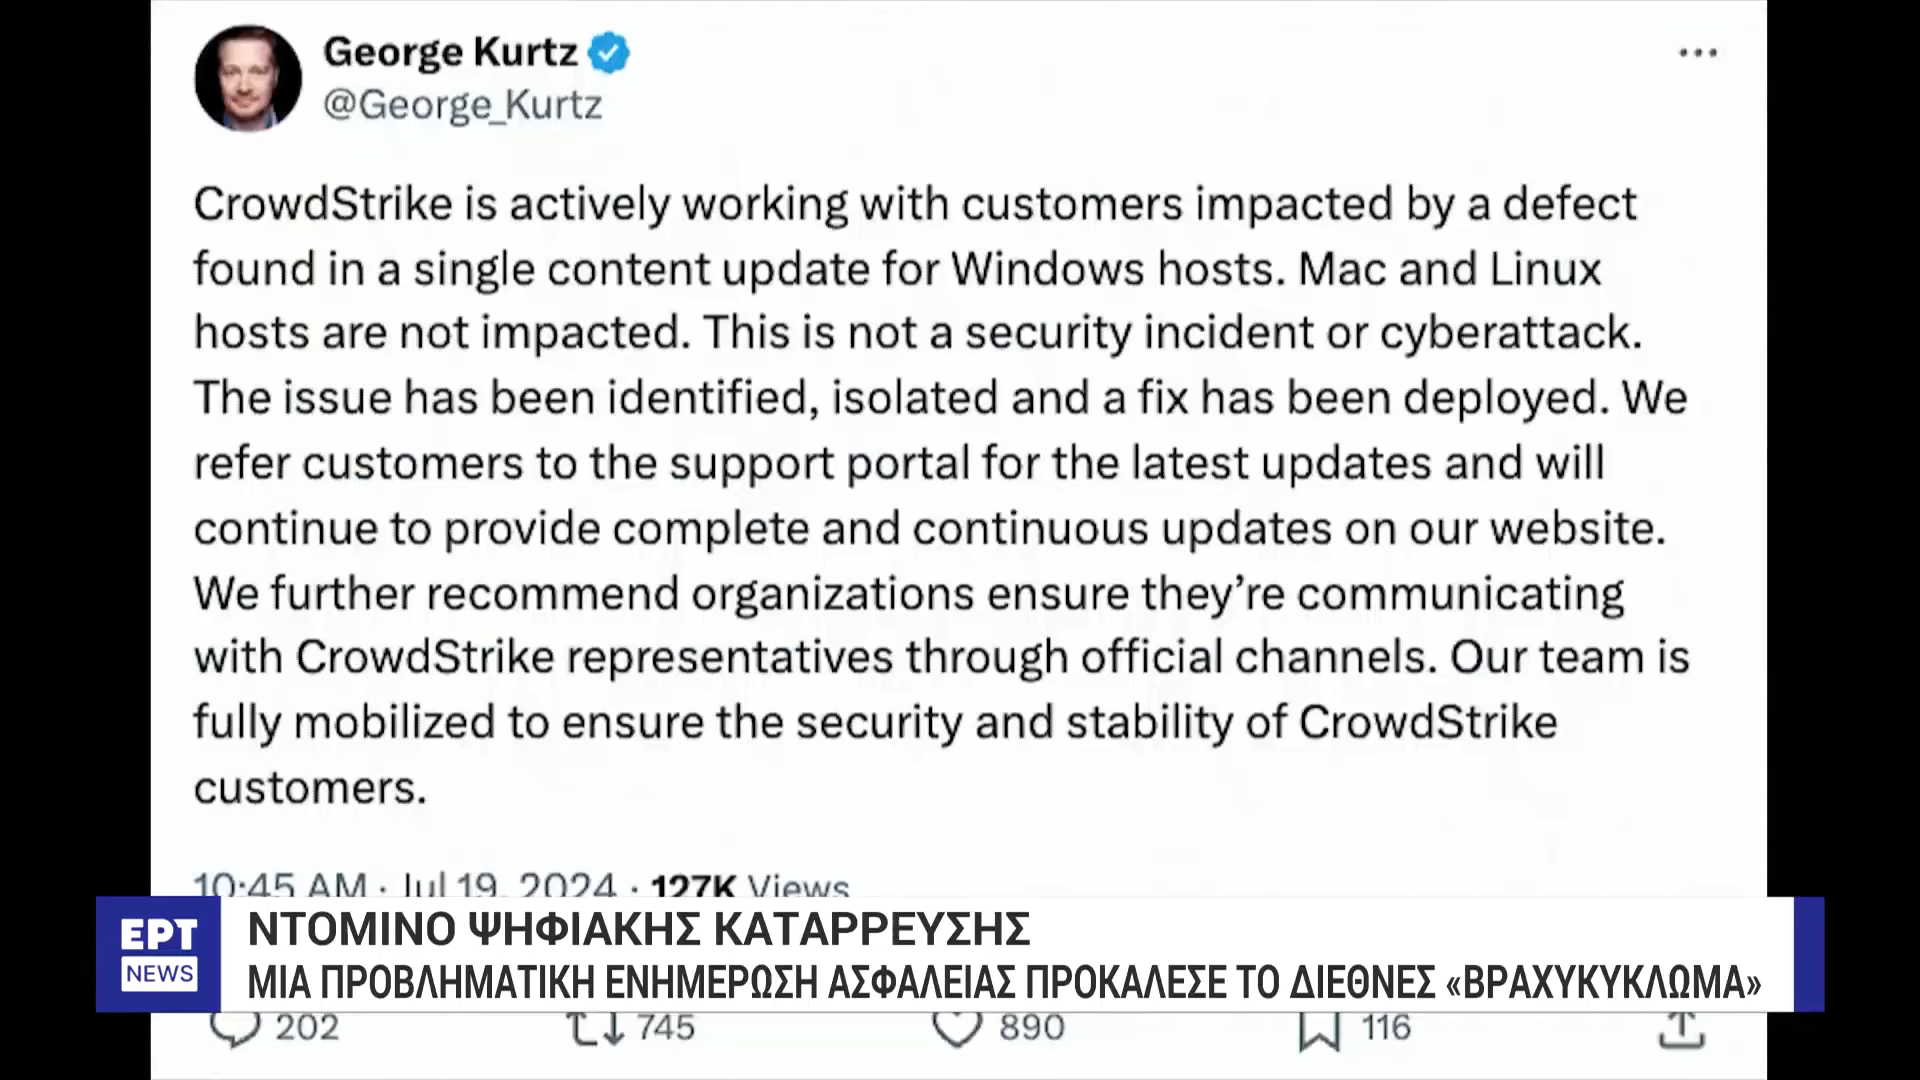 George Kurtz
@George_Kurtz
CrowdStrike is actively working with customers impacted by a defect
found in a single content update for Windows hosts. Mac and Linux
hosts are not impacted. This is not a security incident or cyberattack.
The issue has been identified, isolated and a fix has been deployed. We
refer customers to the support portal for the latest updates and will
continue to provide complete and continuous updates on our website.
We further recommend organizations ensure they’re communicating
with CrowdStrike representatives through official channels. Our team is
fully mobilized to ensure the security and stability of CrowdStrike
customers.
10:45 AM · Jul 19, 2024 · 127K Views
ΕΡΤ
NEWS
ΝΤΟΜΙΝΟ ΨΗΦΙΑΚΗΣ ΚΑΤΑΡΡΕΥΣΗΣ
ΜΙΑ ΠΡΟΒΛΗΜΑΤΙΚΗ ΕΝΗΜΕΡΩΣΗ ΑΣΦΑΛΕΙΑΣ ΠΡΟΚΑΛΕΣΕ ΤΟ ΔΙΕΘΝΕΣ «ΒΡΑΧΥΚΥΚΛΩΜΑ»
202 745 890 116